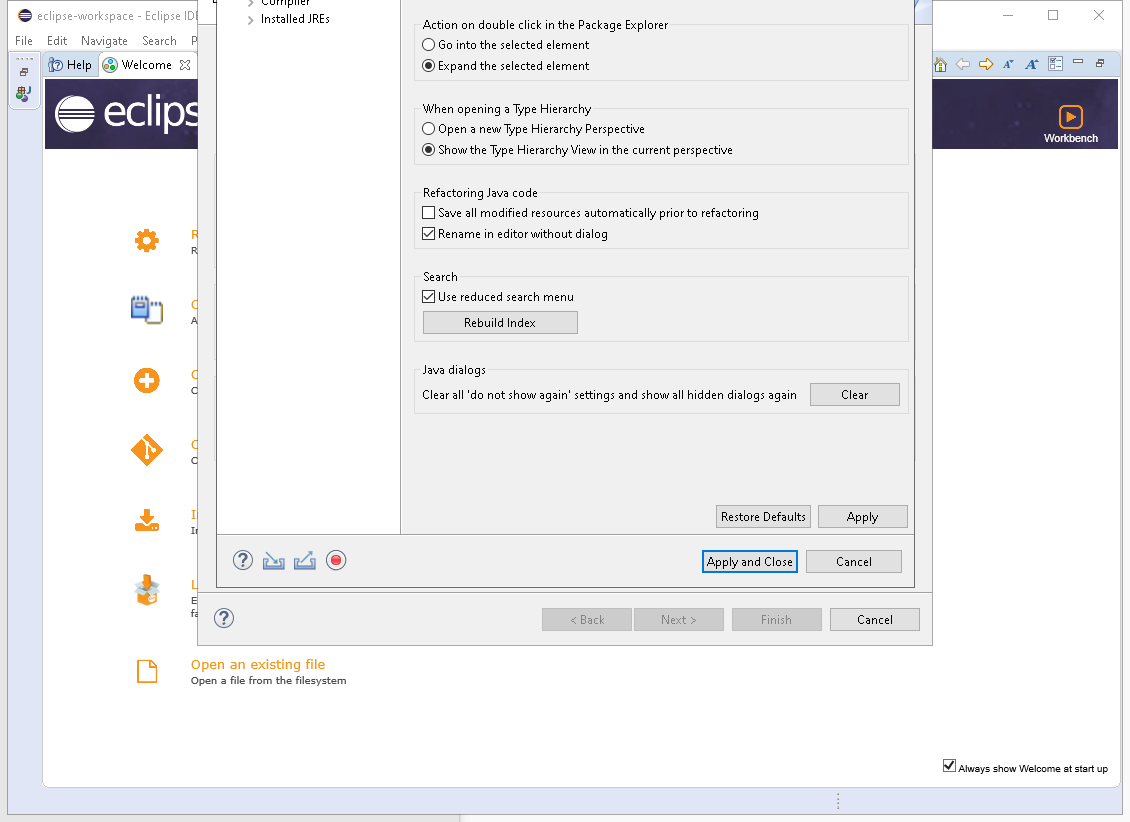 eclipse-workspace - Eclipse IDE
File Edit Navigate Search
Help Welcome
eclips
Workbench
Compiler
Installed JREs
Action on double click in the Package Explorer
Go into the selected element
Expand the selected element
When opening a Type Hierarchy
Open a new Type Hierarchy Perspective
Show the Type Hierarchy View in the current perspective
Refactoring Java code
Save all modified resources automatically prior to refactoring
Rename in editor without dialog
Search
Use reduced search menu
Rebuild Index
Java dialogs
Clear all 'do not show again' settings and show all hidden dialogs again Clear
Restore Defaults Apply
Apply and Close Cancel
< Back Next > Finish Cancel
Open an existing file
Open a file from the filesystem
Always show Welcome at start up